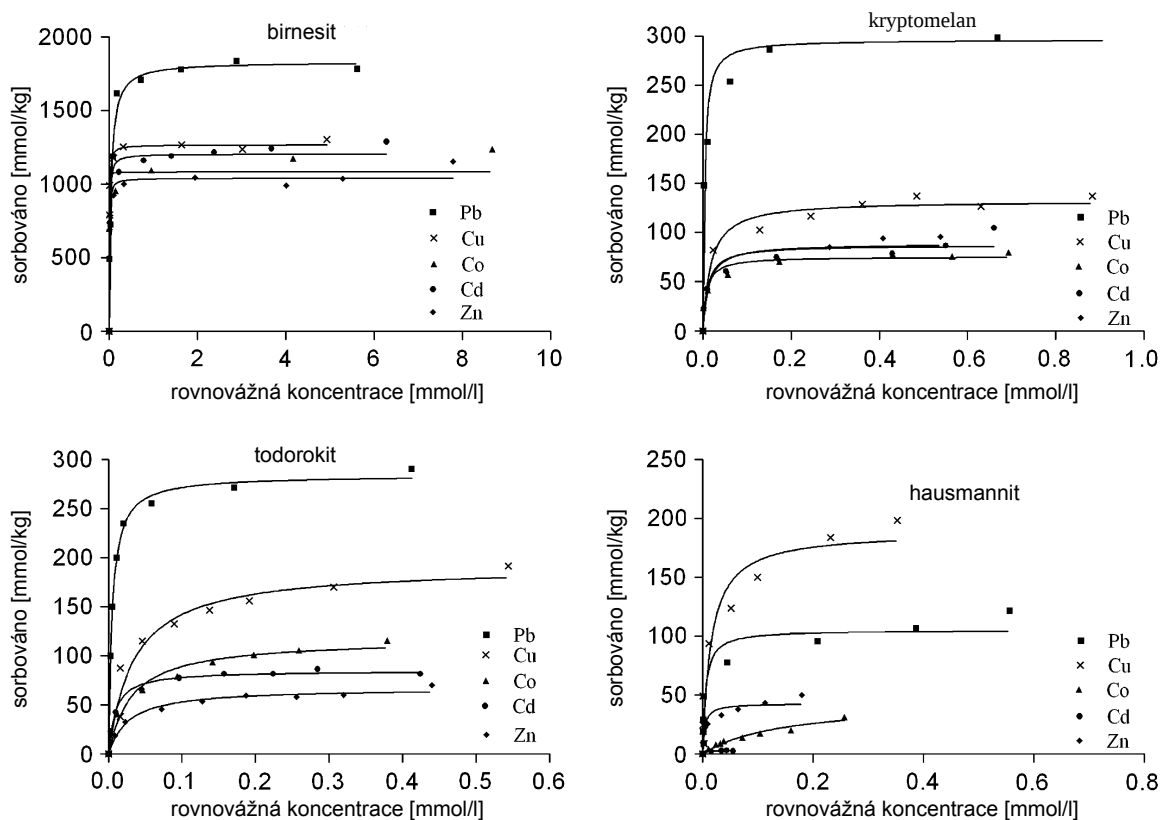 birnesit
sorbováno [mmol/kg]
2000
1500
1000
500
0
Pb
Cu
Co
Cd
Zn
0 2 4 6 8 10
rovnovážná koncentrace [mmol/l]
kryptomelan
sorbováno [mmol/kg]
300
250
200
150
100
50
0
Pb
Cu
Co
Cd
Zn
0.0 0.2 0.4 0.6 0.8 1.0
rovnovážná koncentrace [mmol/l]
todorokit
sorbováno [mmol/kg]
300
250
200
150
100
50
0
Pb
Cu
Co
Cd
Zn
0.0 0.1 0.2 0.3 0.4 0.5 0.6
rovnovážná koncentrace [mmol/l]
hausmannit
sorbováno [mmol/kg]
250
200
150
100
50
0
Pb
Cu
Co
Cd
Zn
0.0 0.2 0.4 0.6 0.8
rovnovážná koncentrace [mmol/l]